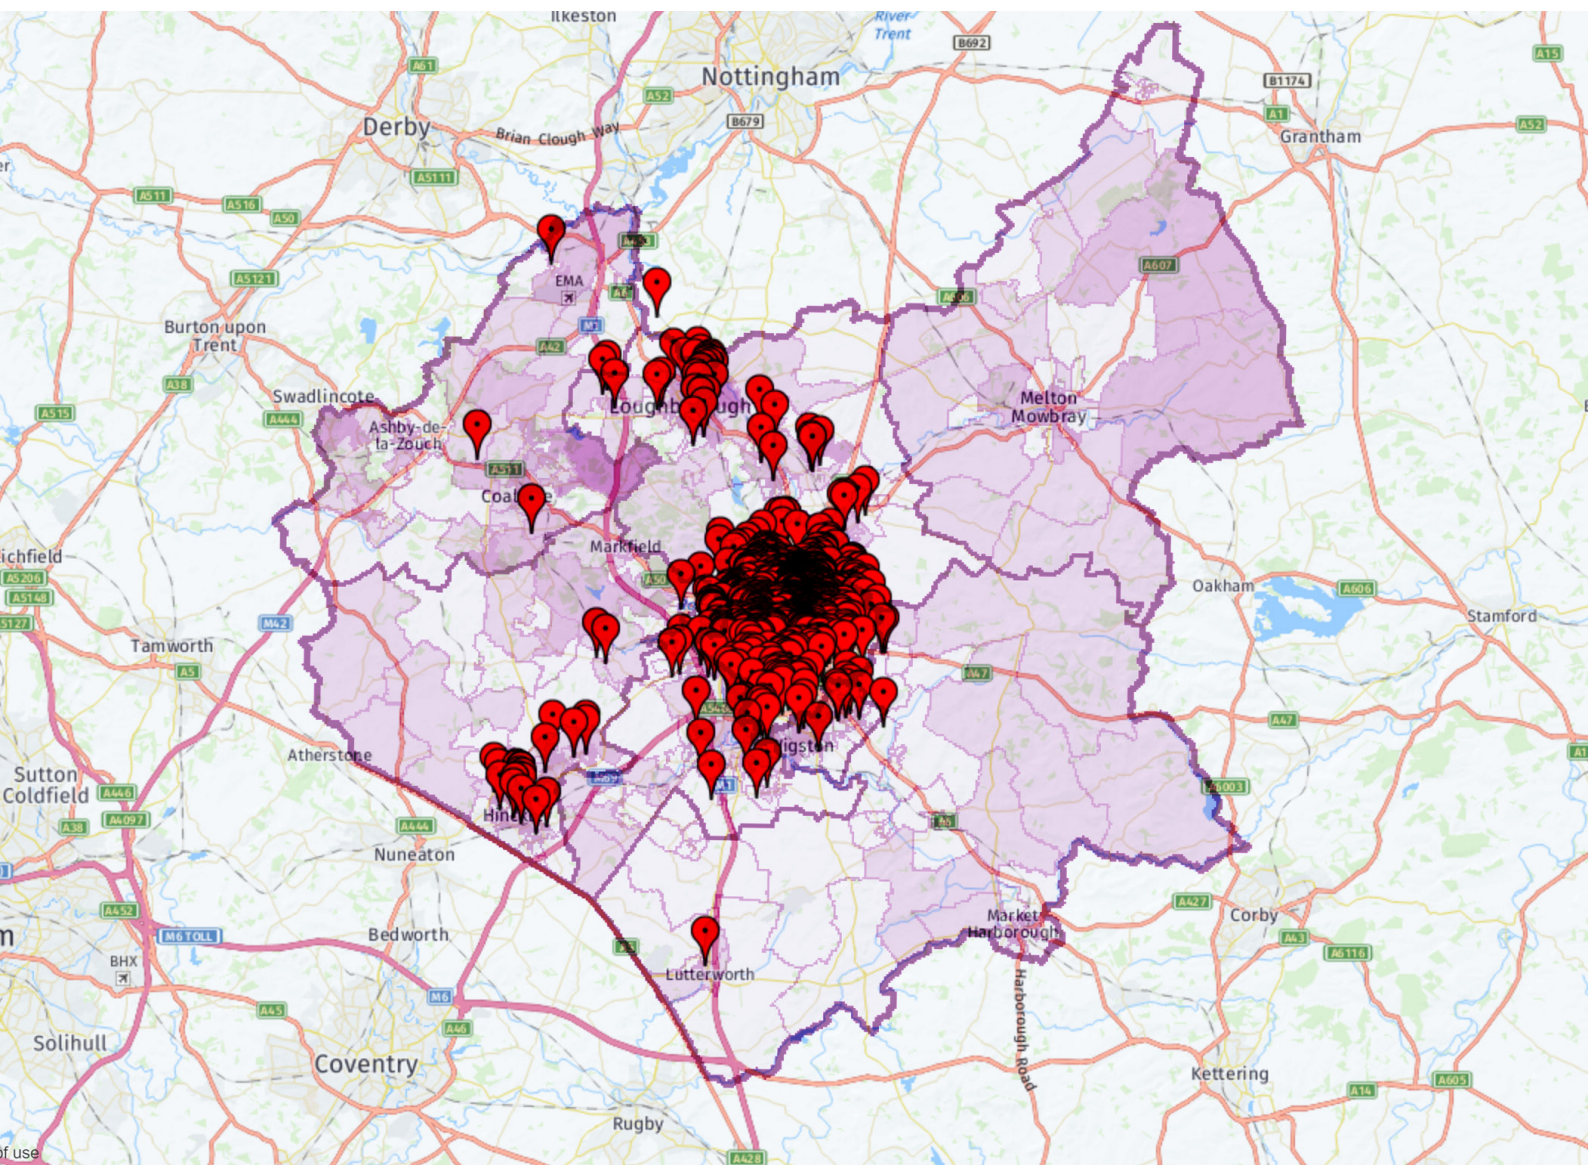 Ilkeston
River
Trent
B692
A15
A61
Nottingham
B1174
A52
A1
B679
Derby
Brian Clough Way
A52
Grantham
A5111
A511
A516
A50
A607
A5121
EMA
Burton upon
Trent
A42
A38
Swadlincote
A515
A444
Ashby-de-
la-Zouch
Melton
Mowbray
A511
Markfield
A50
A5206
A5148
Oakham
A606
Stamford
M42
Tamworth
A5
A47
A47
Atherstone
Sutton
Coldfield
A446
A38
A4097
M1
A6003
A444
Nuneaton
A6
Market
Harborough
A427
Corby
A452
M6 TOLL
Bedworth
A43
A6116
BHX
Lutterworth
M6
A45
A46
Harborough Road
Solihull
Coventry
Kettering
A14
A605
Rugby
A428
of use